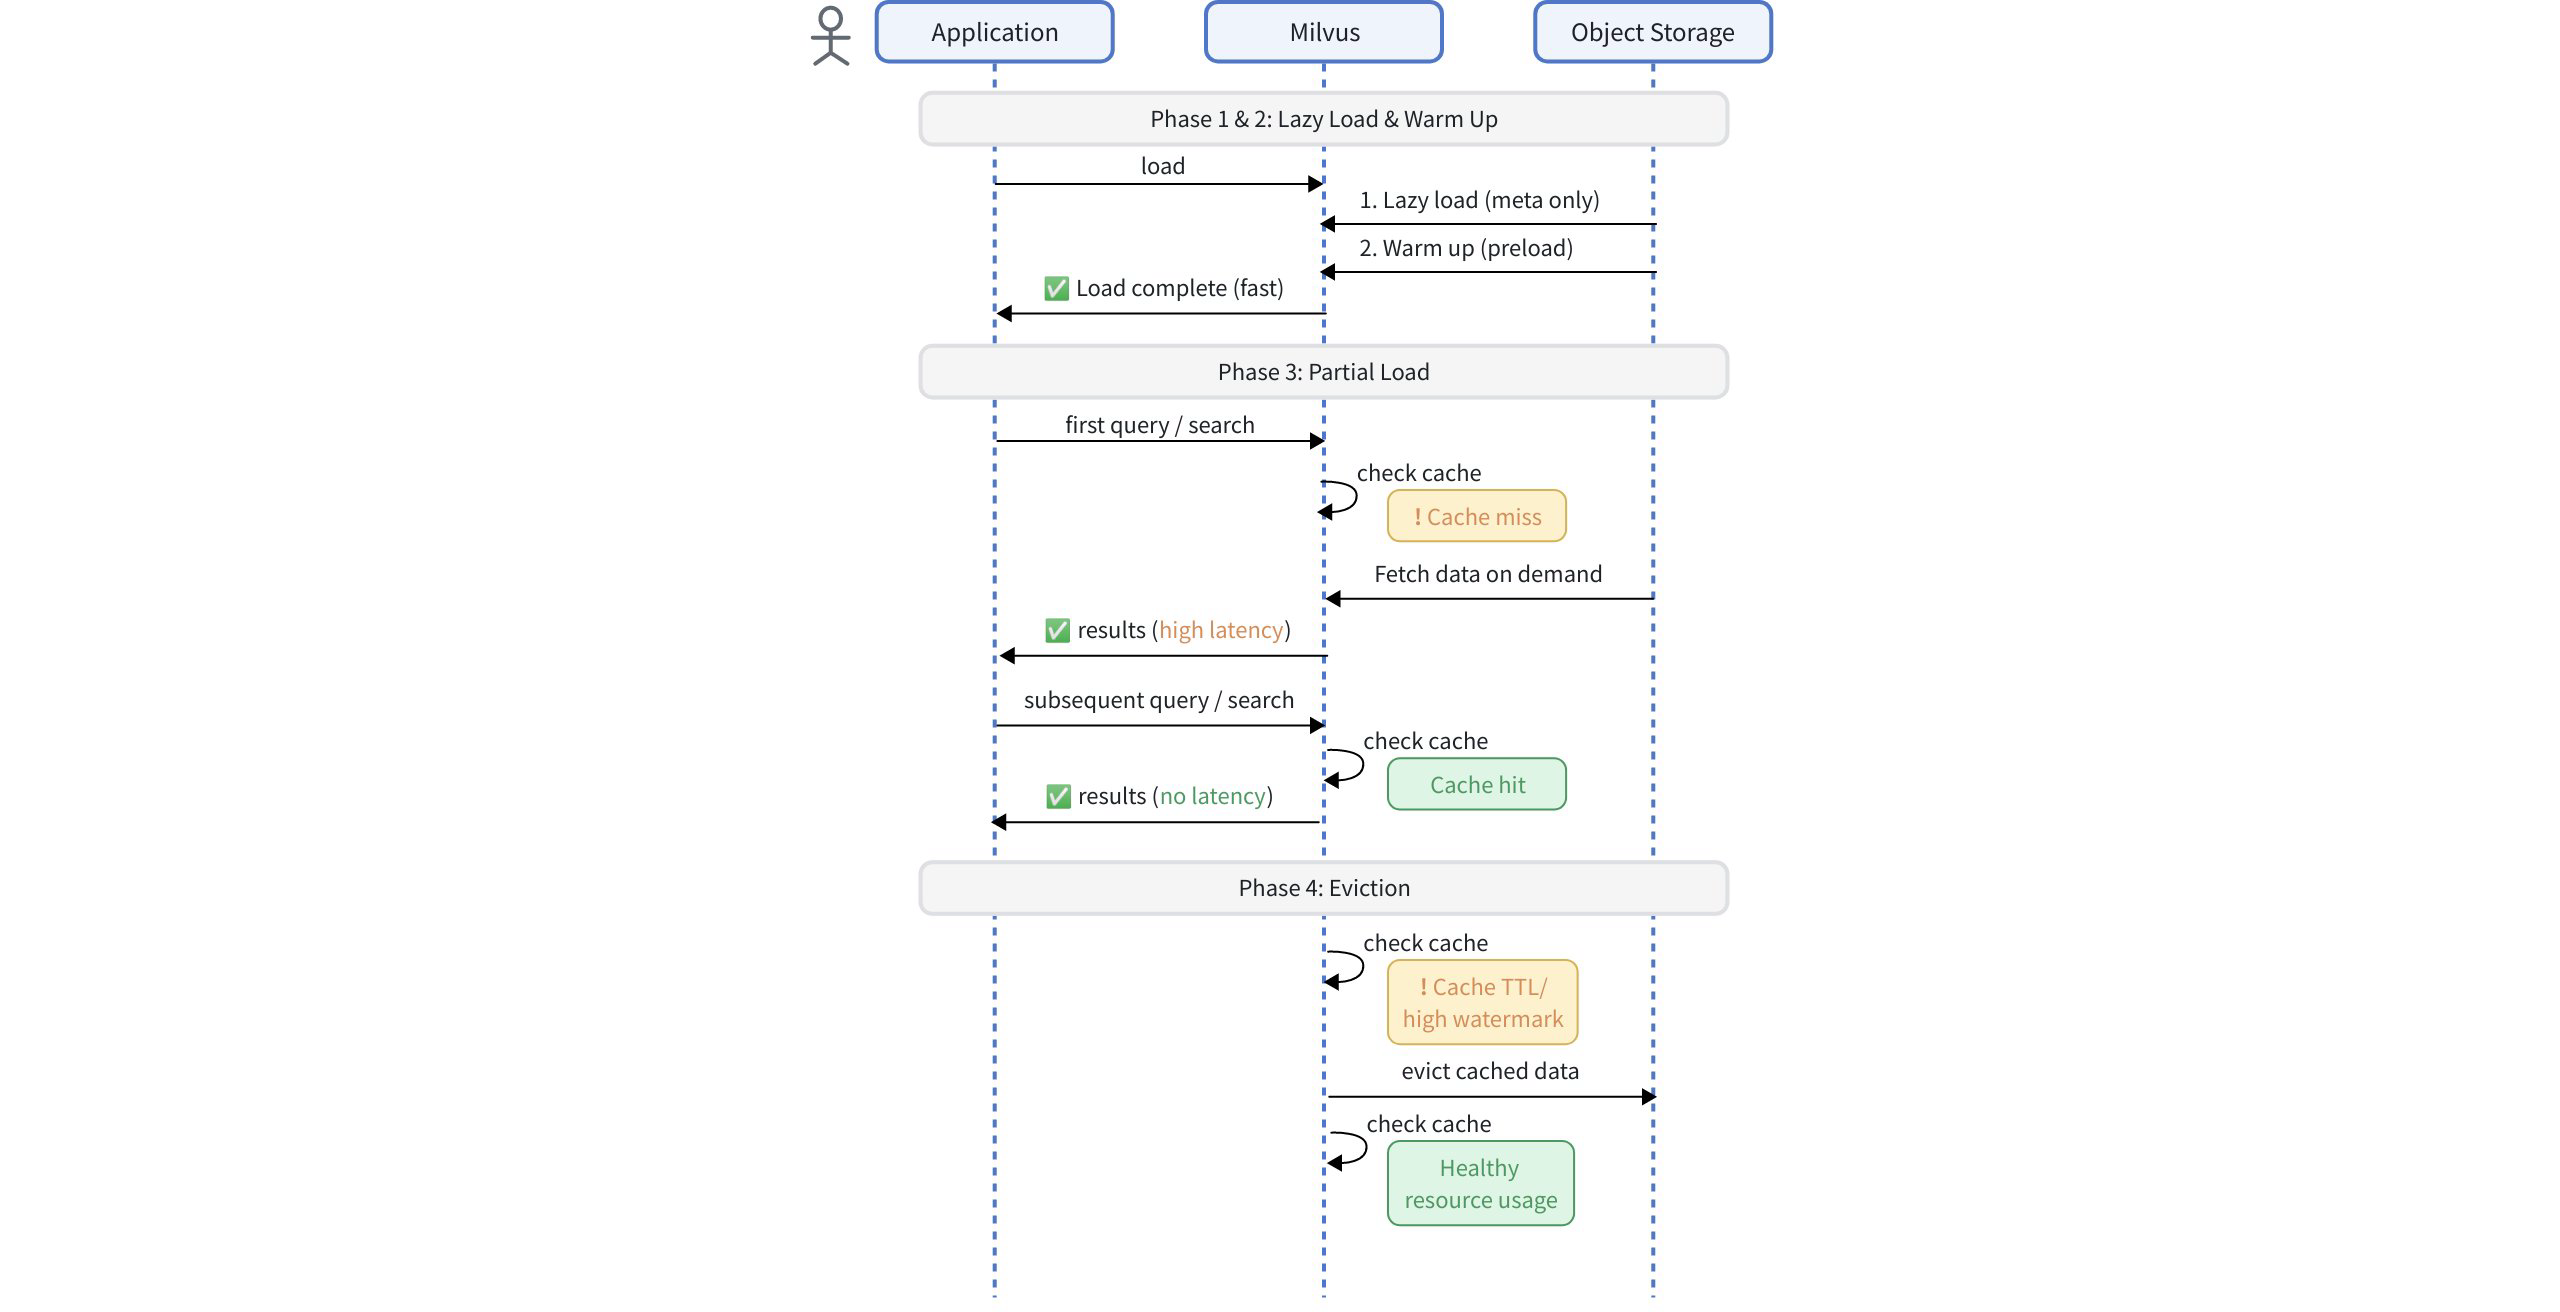 Application
Milvus
Object Storage
Phase 1 & 2: Lazy Load & Warm Up
load
1. Lazy load (meta only)
2. Warm up (preload)
✅ Load complete (fast)
Phase 3: Partial Load
first query / search
check cache
! Cache miss
Fetch data on demand
✅ results (high latency)
subsequent query / search
check cache
Cache hit
✅ results (no latency)
Phase 4: Eviction
check cache
! Cache TTL/
high watermark
evict cached data
check cache
Healthy
resource usage